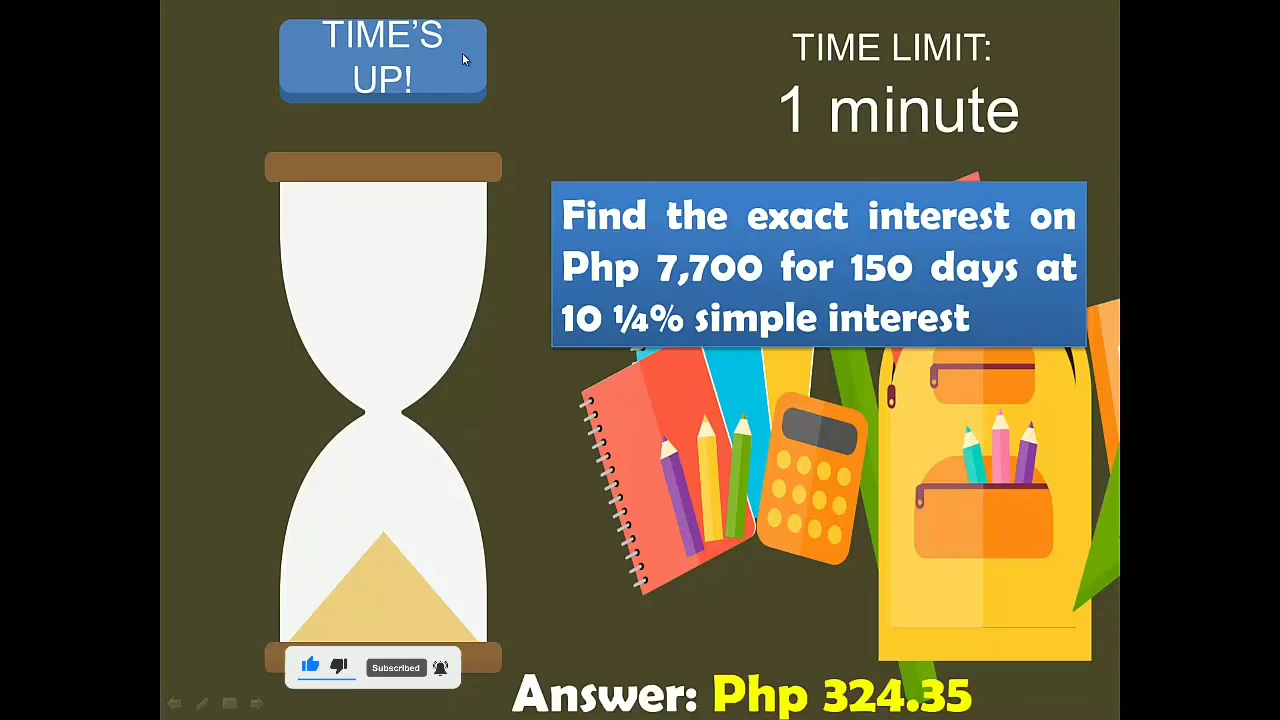 TIME’S
UP!
TIME LIMIT:
1 minute
Find the exact interest on
Php 7,700 for 150 days at
10 ¼% simple interest
Subscribed
Answer: Php 324.35